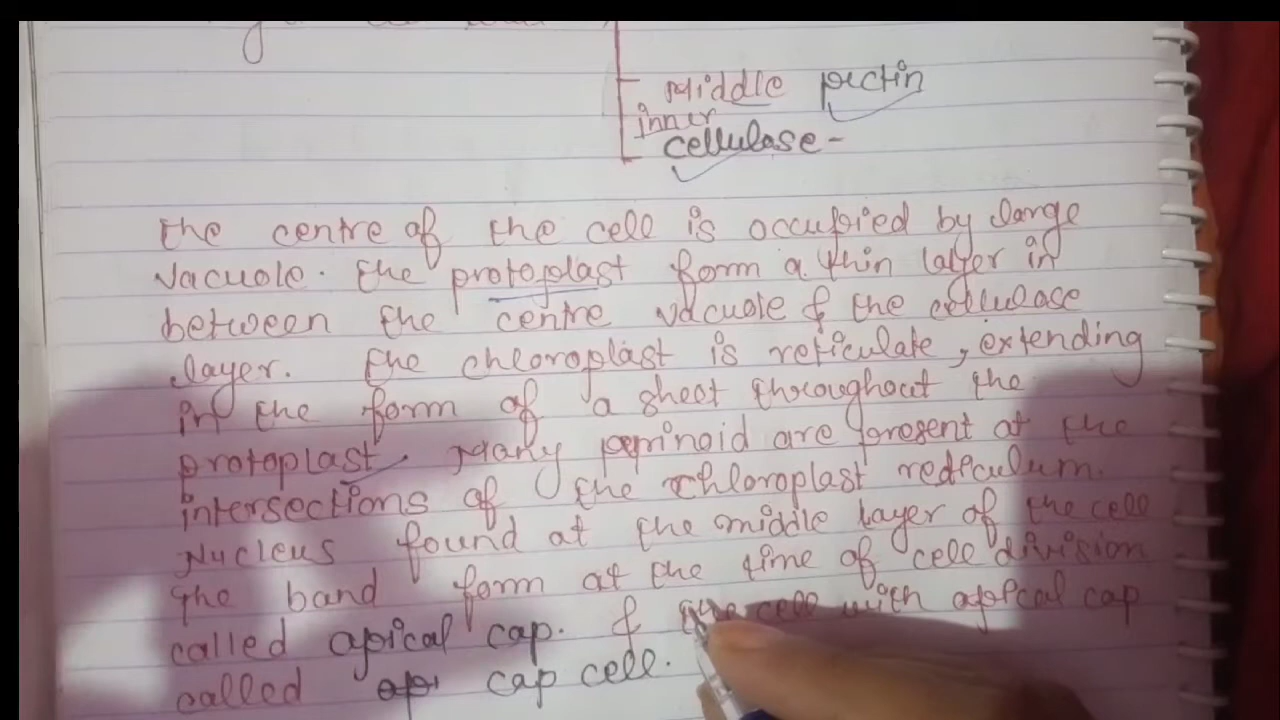 Middle pectin
inner
cellulase -
the centre of the cell is occupied by large
vacuole. the protoplast form a thin layer in
between the centre vacuole & the cellulase
layer. the chloroplast is reticulate, extending
in the form of a sheet throughout the
protoplast. Many pyrinoid are present at the
intersections of the chloroplast rediculum.
Nucleus found at the middle layer of the cell
the band form at the time of cell division
called apical cap. & the cell with apical cap
called cap cell.